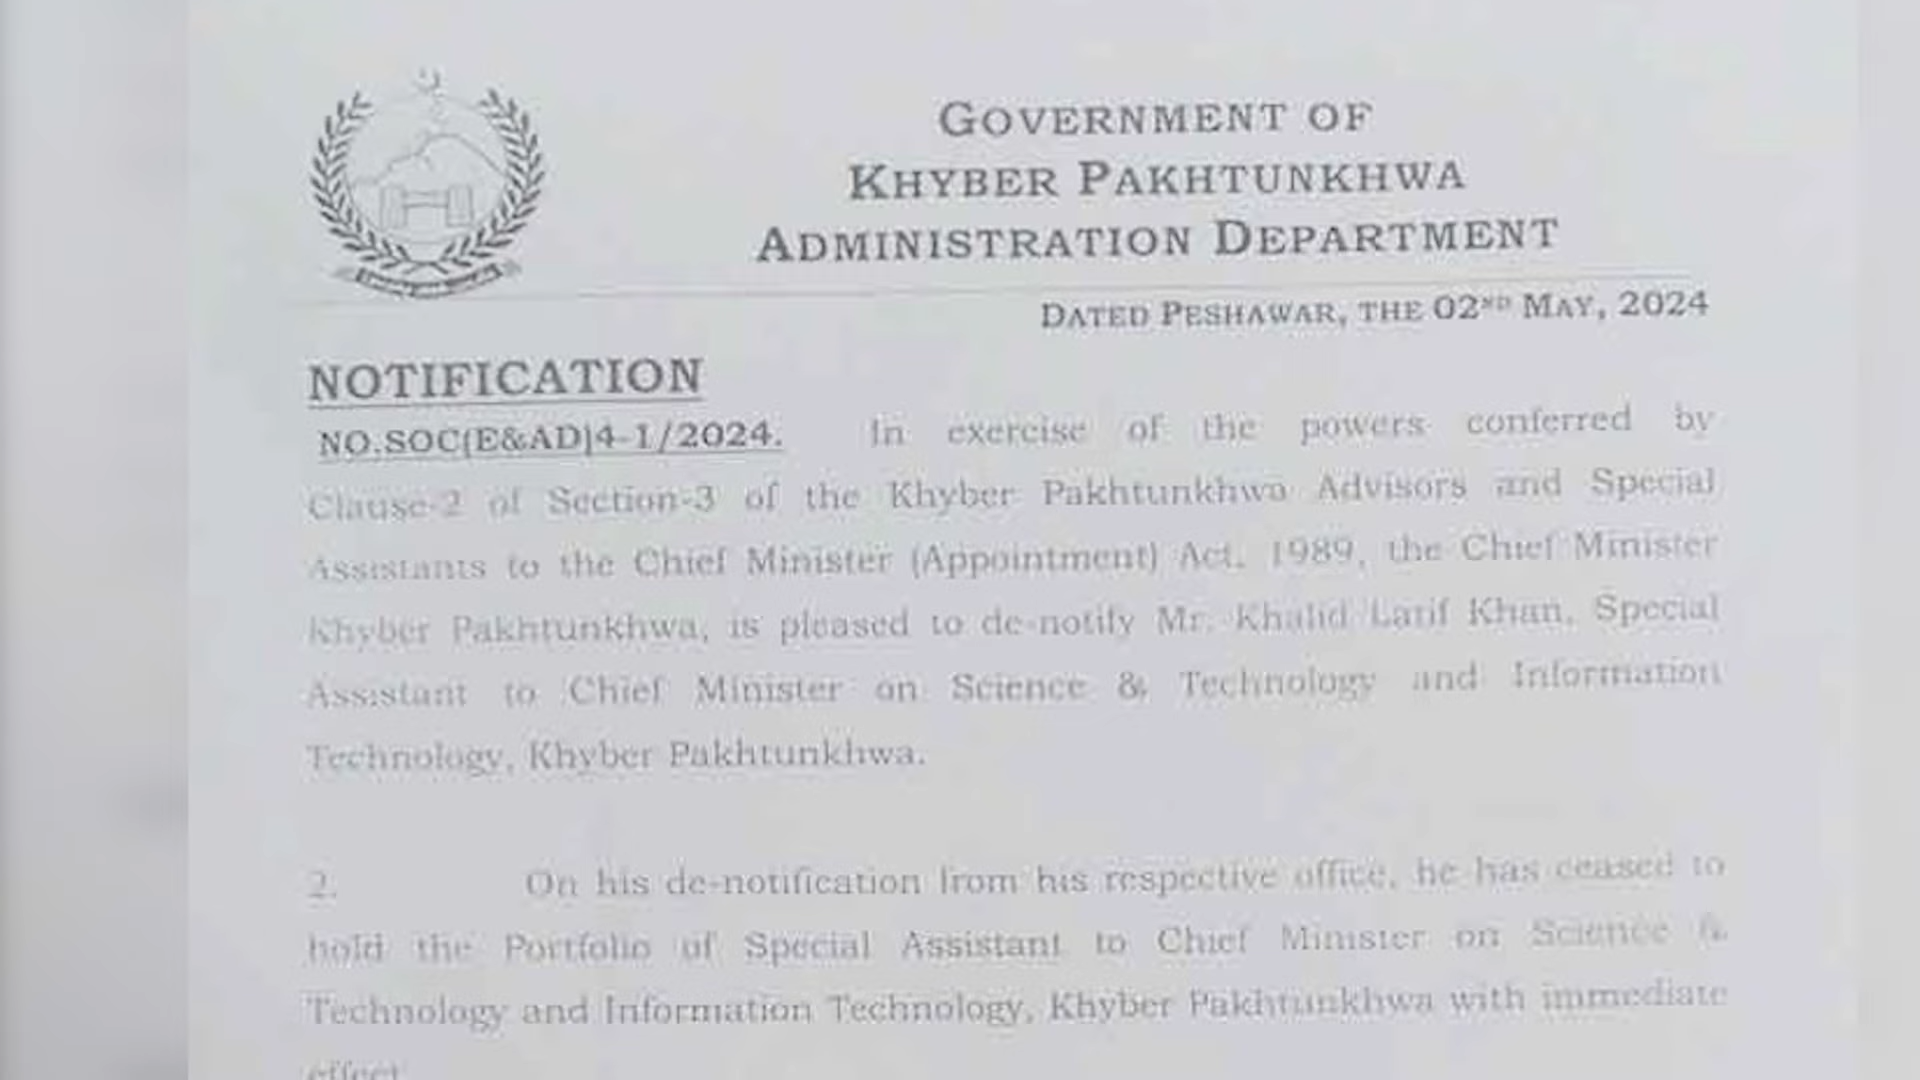 GOVERNMENT OF
KHYBER PAKHTUNKHWA
ADMINISTRATION DEPARTMENT
DATED PESHAWAR, THE 02ND MAY, 2024
NOTIFICATION
NO.SOC(E&AD)4-1/2024. In exercise of the powers conferred by
Clause-2 of Section-3 of the Khyber Pakhtunkhwa Advisors and Special
Assistants to the Chief Minister (Appointment) Act, 1989, the Chief Minister
Khyber Pakhtunkhwa, is pleased to de-notify Mr. Khalid Latif Khan, Special
Assistant to Chief Minister on Science & Technology and Information
Technology, Khyber Pakhtunkhwa.
2. On his de-notification from his respective office, he has ceased to
hold the Portfolio of Special Assistant to Chief Minister on Science &
Technology and Information Technology, Khyber Pakhtunkhwa with immediate
effect